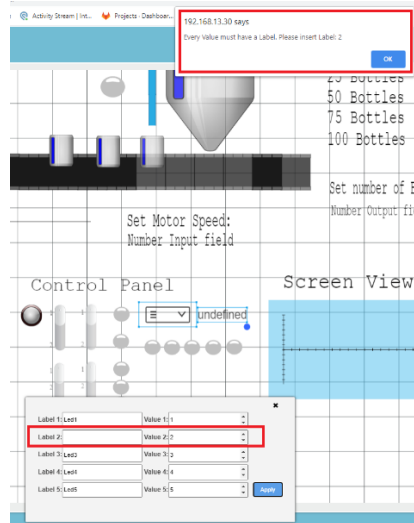 Activity Stream | Int...
Projects · Dashboar...
192.168.13.30 says
Every Value must have a Label. Please insert Label: 2
OK
25 Bottles
50 Bottles
75 Bottles
100 Bottles
Set number of B
Number Output fi
Set Motor Speed:
Number Input field
Control Panel
Screen View
undefined
Label 1: Led1 Value 1: 1
Label 2: Value 2: 2
Label 3: Led3 Value 3: 3
Label 4: Led4 Value 4: 4
Label 5: Led5 Value 5: 5
Apply